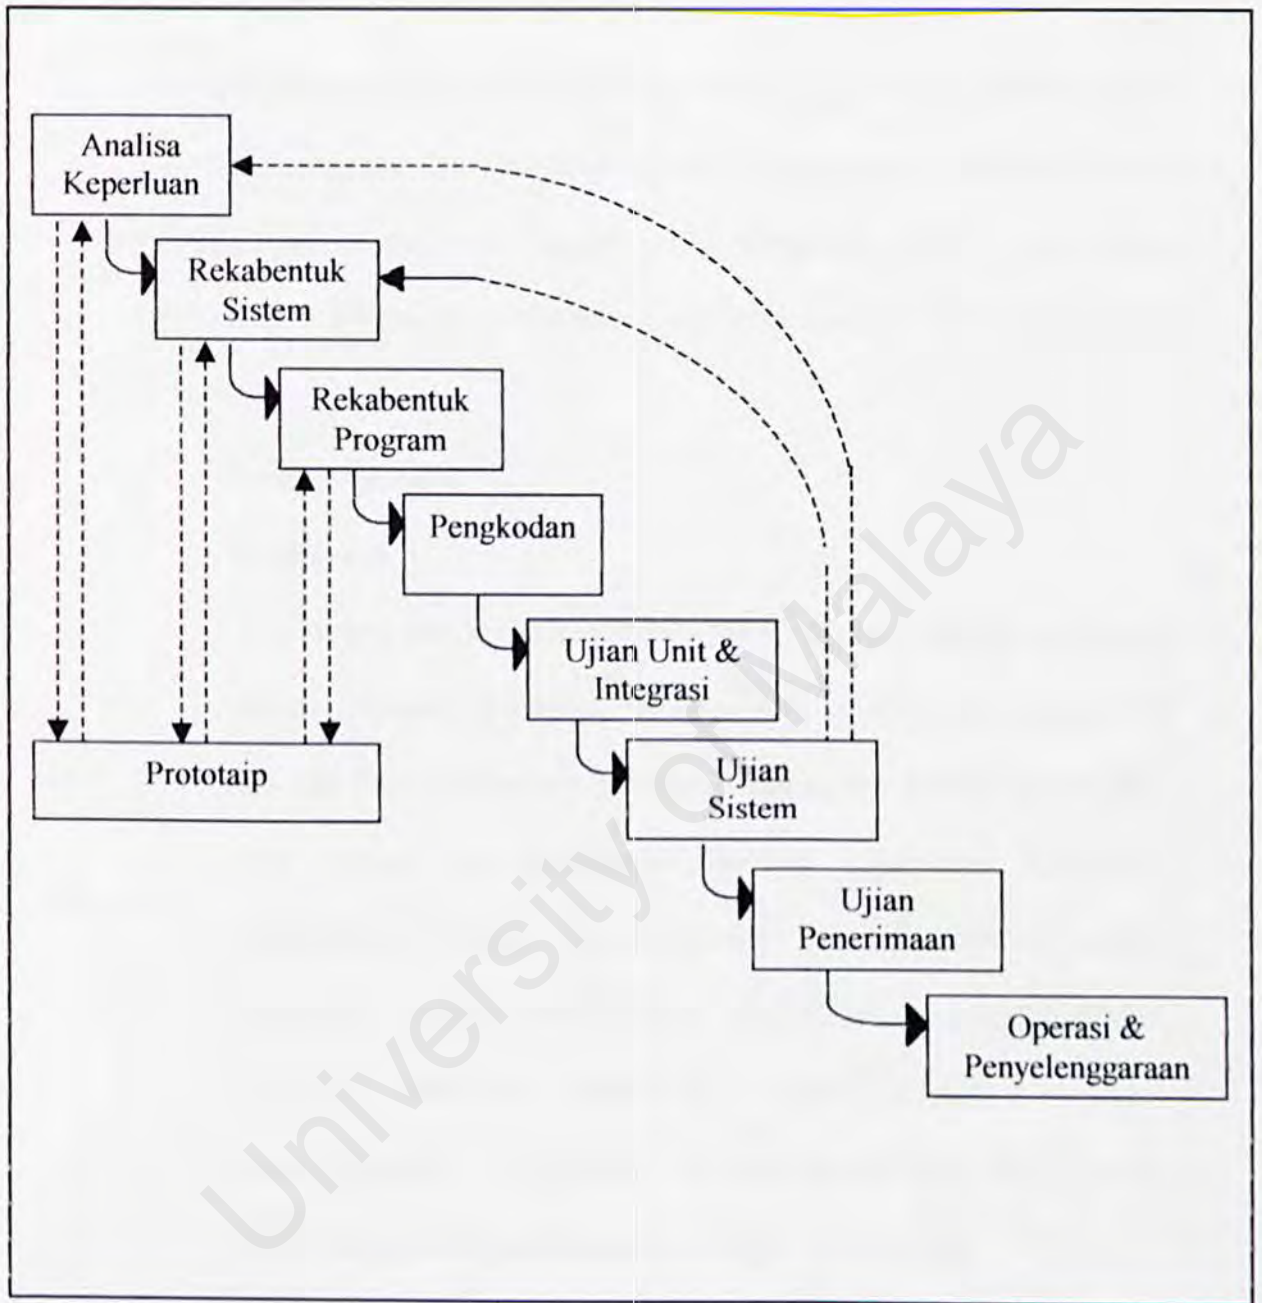 Analisa
Keperluan
Rekabentuk
Sistem
Rekabentuk
Program
Pengkodan
Ujian Unit &
Integrasi
Prototaip
Ujian
Sistem
Ujian
Penerimaan
Operasi &
Penyelenggaraan
University of Malaya